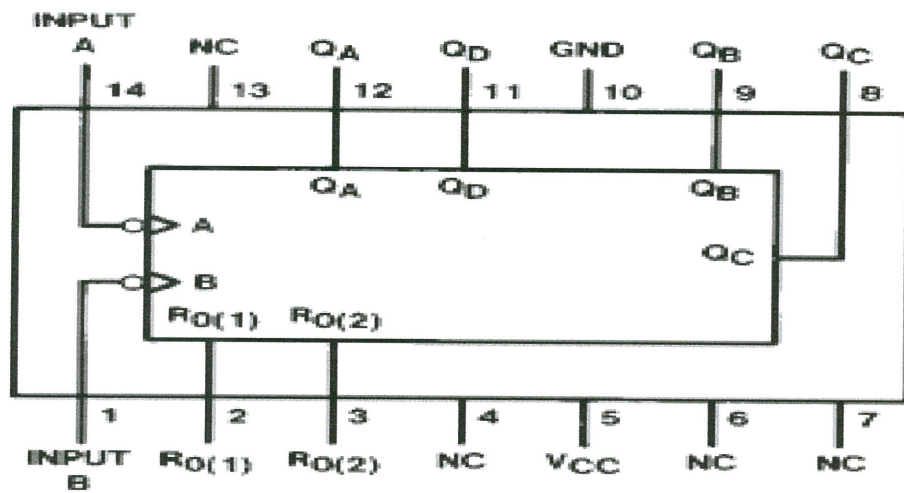 INPUT
A NC QA QD GND QB QC
14 13 12 11 10 9 8
QA QD QB
A
QC
B
RO(1) RO(2)
1 2 3 4 5 6 7
INPUT RO(1) RO(2) NC VCC NC NC
B